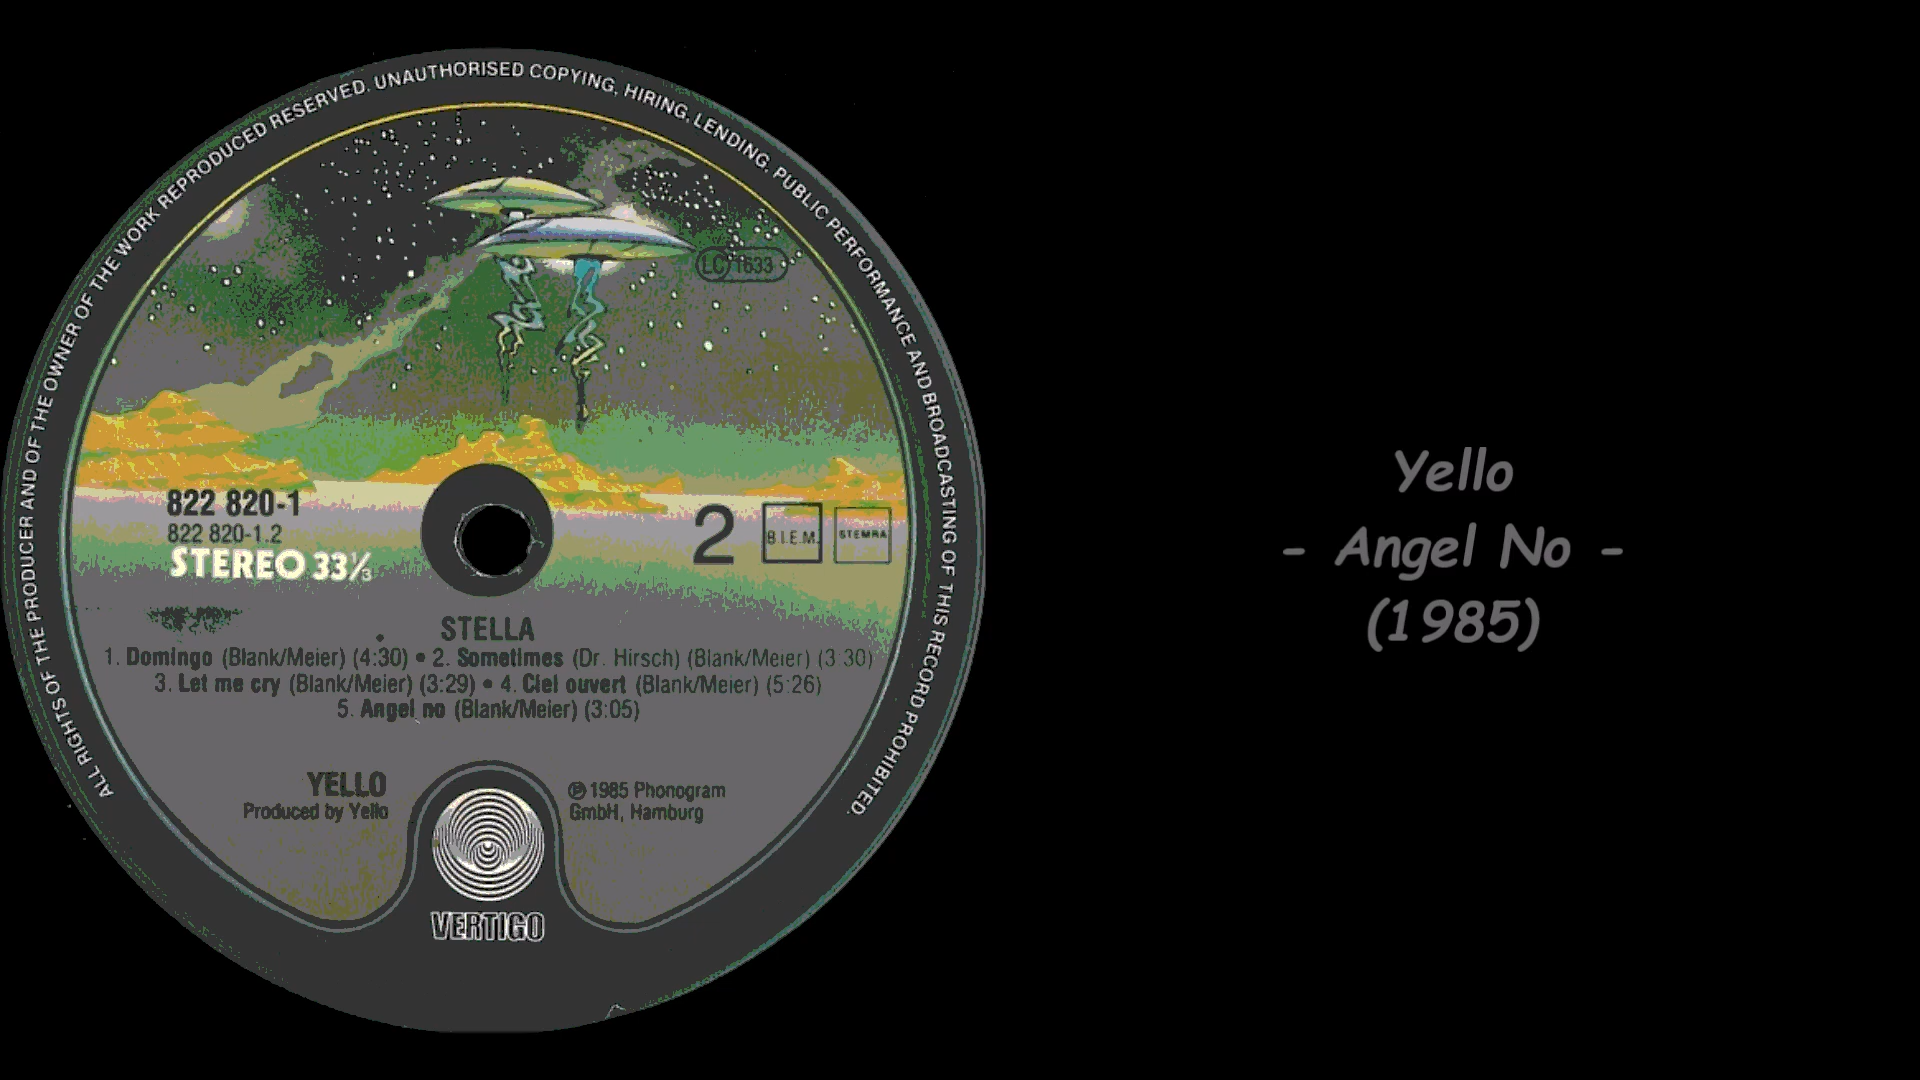 ALL RIGHTS OF THE PRODUCER AND OF THE OWNER OF THE WORK REPRODUCED RESERVED. UNAUTHORISED COPYING, HIRING, LENDING, PUBLIC PERFORMANCE AND BROADCASTING OF THIS RECORD PROHIBITED.
LC 1633
822 820-1
822 820-1.2
STEREO 33⅓
2
B.I.E.M.
STEMRA
STELLA
1. Domingo (Blank/Meier) (4:30) • 2. Sometimes (Dr. Hirsch) (Blank/Meier) (3:30)
3. Let me cry (Blank/Meier) (3:29) • 4. Ciel ouvert (Blank/Meier) (5:26)
5. Angel no (Blank/Meier) (3:05)
YELLO
Produced by Yello
℗ 1985 Phonogram
GmbH, Hamburg
VERTIGO
Yello
- Angel No -
(1985)